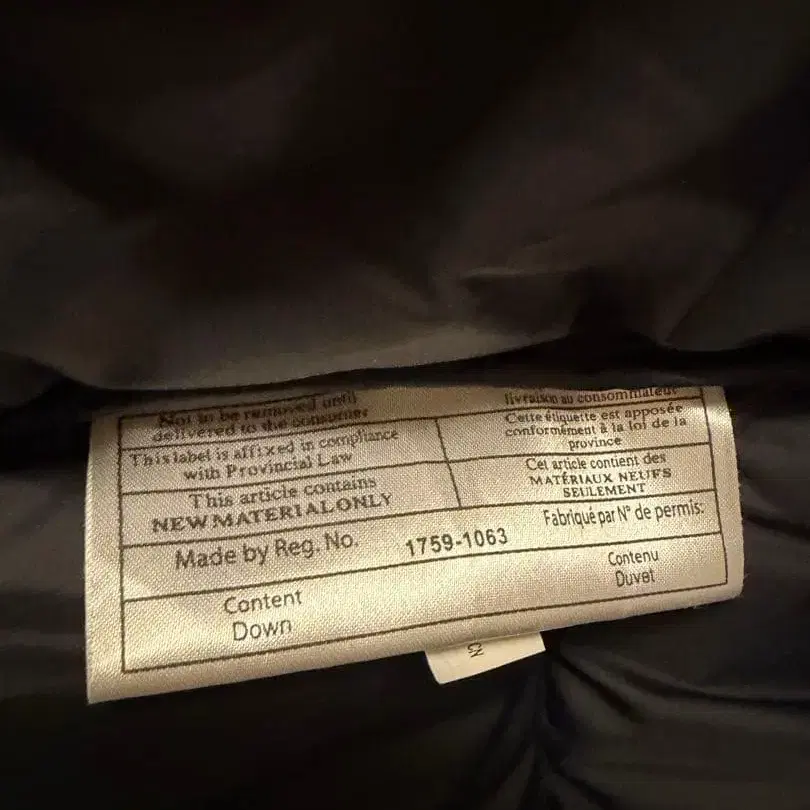 Not to be removed until
delivered to the consumer
livraison au consommateur
This label is affixed in compliance
with Provincial Law
Cette étiquette est apposée
conformément à la loi de la
province
This article contains
NEW MATERIAL ONLY
Cet article contient des
MATÉRIAUX NEUFS
SEULEMENT
Made by Reg. No. 1759-1063 Fabriqué par N° de permis:
Content
Down
Contenu
Duvet
CN